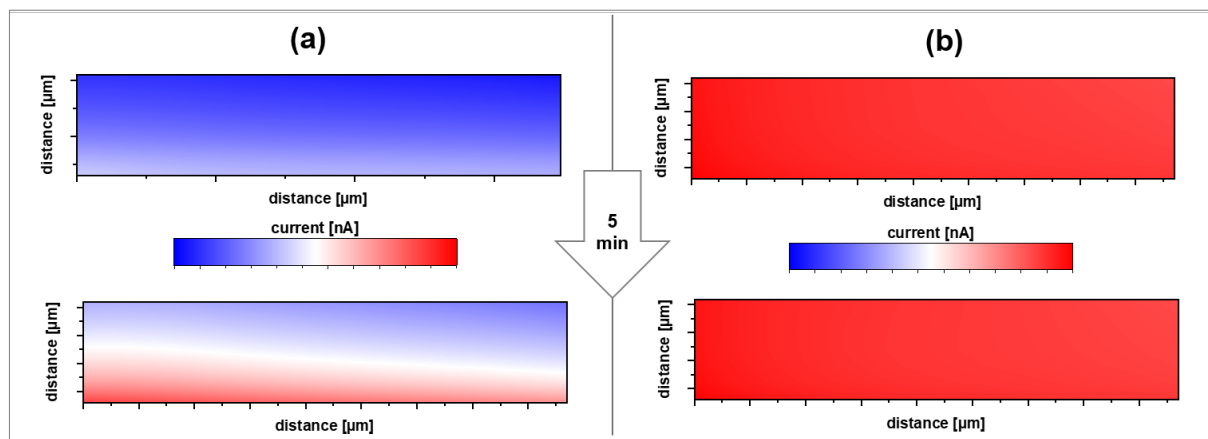 (a)
distance [µm]
distance [µm]
current [nA]
distance [µm]
distance [µm]
5
min
(b)
distance [µm]
distance [µm]
current [nA]
distance [µm]
distance [µm]